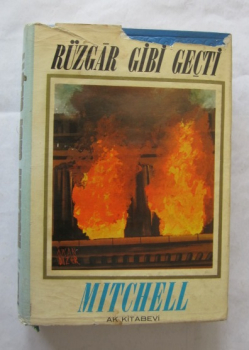 RÜZGÂR GİBİ GEÇTİ
MITCHELL
AK KİTABEVİ